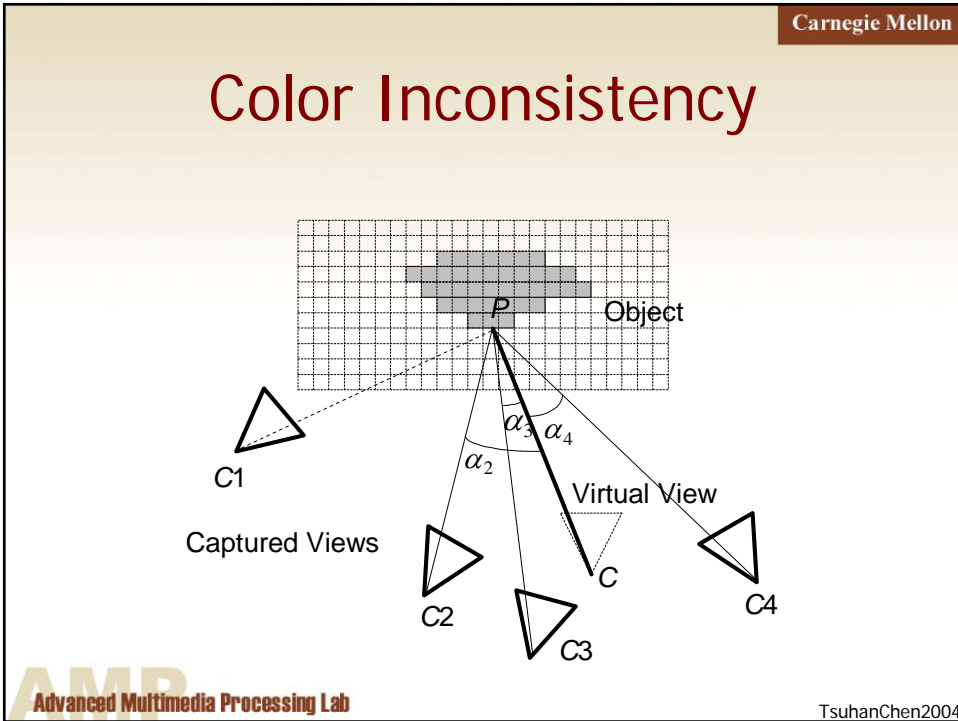 Carnegie Mellon
Color Inconsistency
P
Object
α3
α4
α2
C1
Virtual View
Captured Views
C
C2
C4
C3
AMP
Advanced Multimedia Processing Lab
TsuhanChen2004